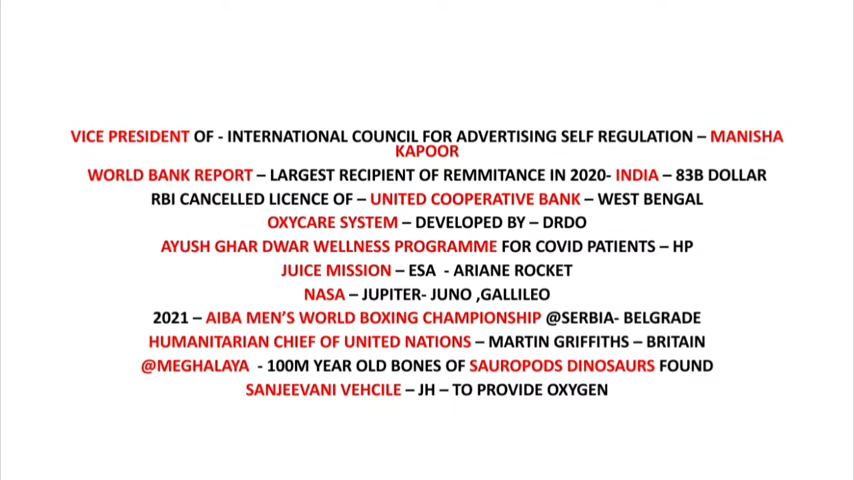 VICE PRESIDENT OF - INTERNATIONAL COUNCIL FOR ADVERTISING SELF REGULATION – MANISHA
KAPOOR
WORLD BANK REPORT – LARGEST RECIPIENT OF REMMITANCE IN 2020- INDIA – 83B DOLLAR
RBI CANCELLED LICENCE OF – UNITED COOPERATIVE BANK – WEST BENGAL
OXYCARE SYSTEM – DEVELOPED BY – DRDO
AYUSH GHAR DWAR WELLNESS PROGRAMME FOR COVID PATIENTS – HP
JUICE MISSION – ESA - ARIANE ROCKET
NASA – JUPITER- JUNO ,GALLILEO
2021 – AIBA MEN'S WORLD BOXING CHAMPIONSHIP @SERBIA- BELGRADE
HUMANITARIAN CHIEF OF UNITED NATIONS – MARTIN GRIFFITHS – BRITAIN
@MEGHALAYA - 100M YEAR OLD BONES OF SAUROPODS DINOSAURS FOUND
SANJEEVANI VEHCILE – JH – TO PROVIDE OXYGEN